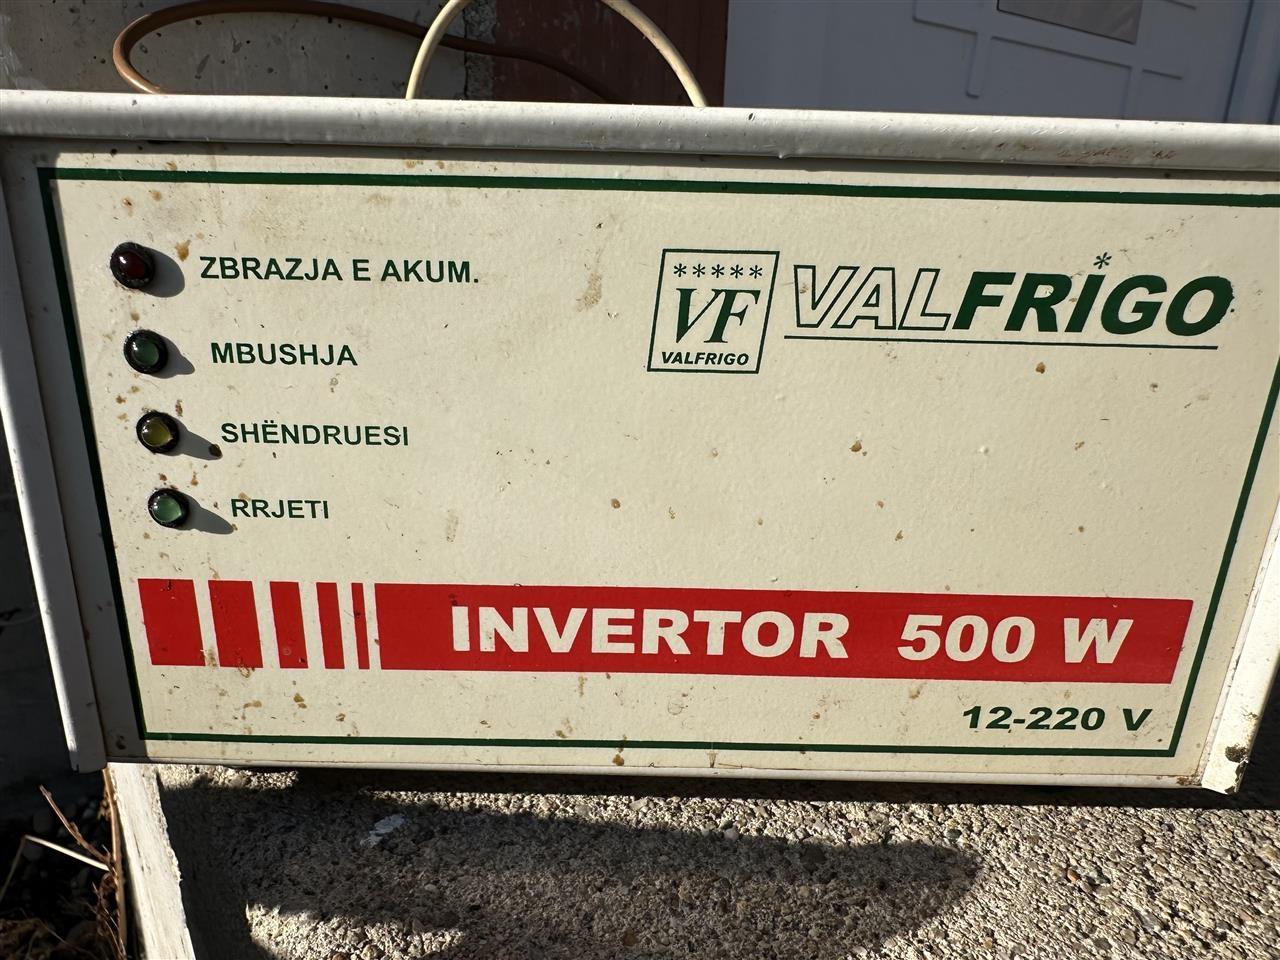 ZBRAZJA E AKUM.
MBUSHJA
SHËNDRUESI
RRJETI
*****
VF
VALFRIGO
VALFRIGO
INVERTOR 500 W
12-220 V